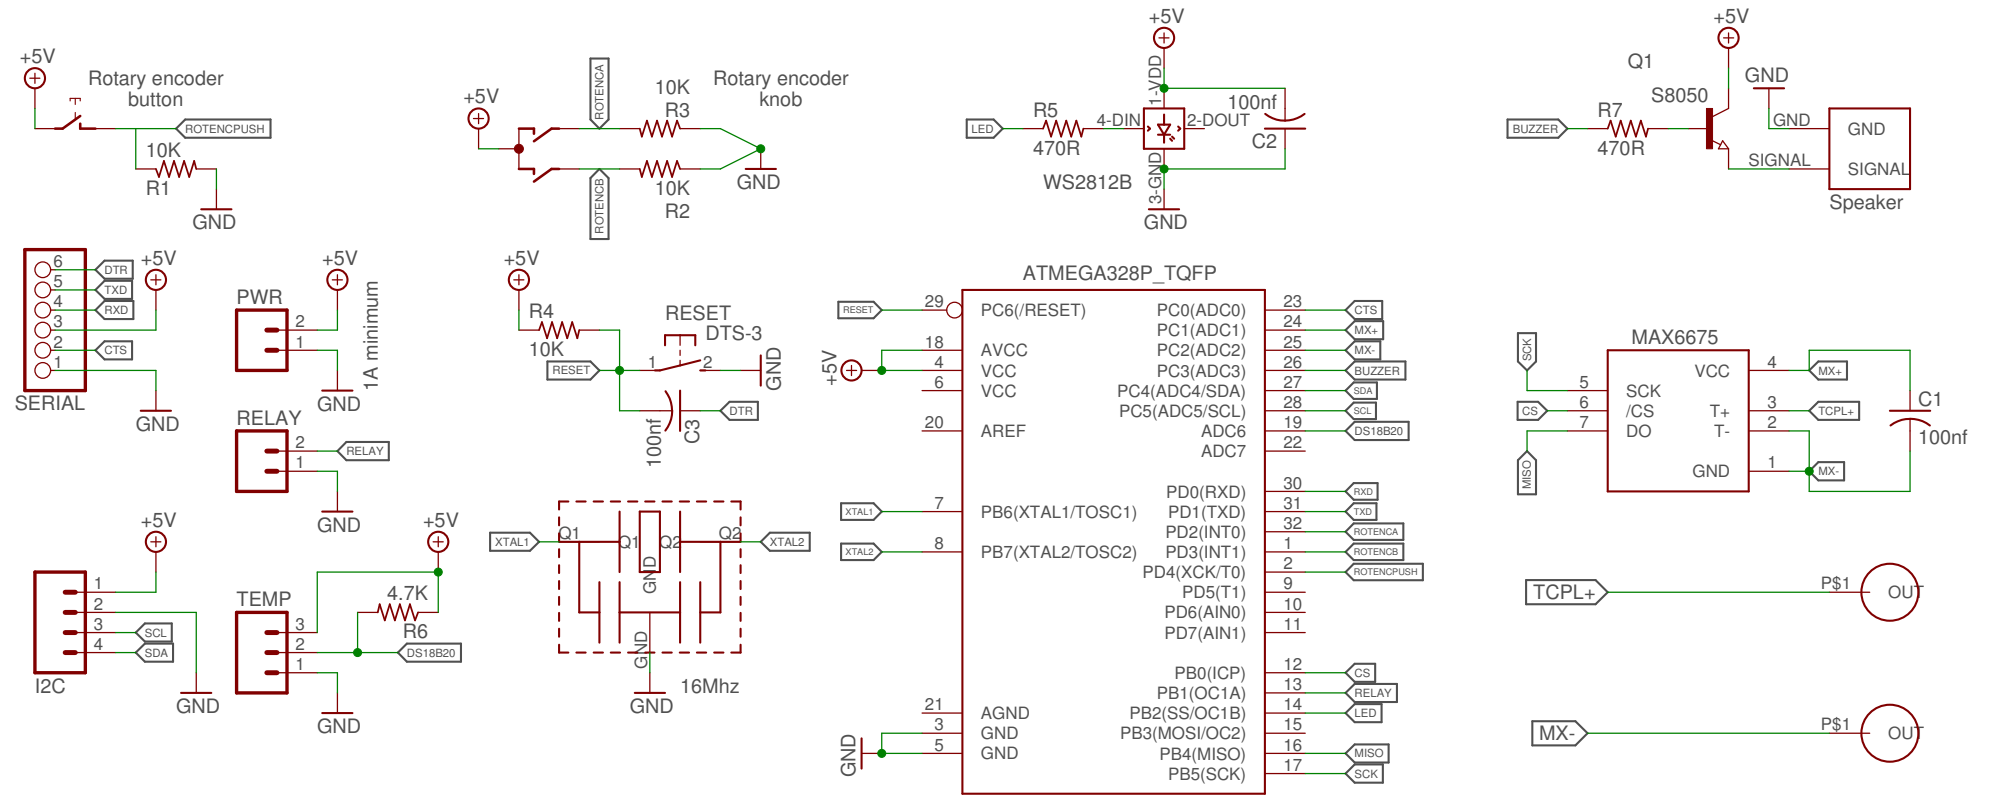 +5V
Rotary encoder
button
ROTENCPUSH
10K
R1
GND
+5V
ROTENCA
10K
R3
Rotary encoder
knob
ROTENCB
10K
R2
GND
+5V
1-VDD
LED
R5
470R
4-DIN
2-DOUT
100nf
C2
WS2812B
3-GND
GND
+5V
Q1
S8050
BUZZER
R7
470R
GND
GND
GND
SIGNAL
SIGNAL
Speaker
6
DTR
5
TXD
4
RXD
3
2
CTS
1
SERIAL
+5V
GND
PWR
+5V
2
1
GND
1A minimum
RELAY
2
RELAY
1
GND
+5V
R4
10K
RESET
DTS-3
RESET
1
2
GND
100nf
C3
DTR
I2C
+5V
1
2
3
SCL
4
SDA
GND
TEMP
+5V
4.7K
R6
3
2
DS18B20
1
GND
XTAL1
Q1
Q1
Q2
Q2
GND
XTAL2
GND
16Mhz
GND
ATMEGA328P_TQFP
RESET
29
PC6(/RESET)
+5V
18
AVCC
4
VCC
6
VCC
20
AREF
XTAL1
7
PB6(XTAL1/TOSC1)
XTAL2
8
PB7(XTAL2/TOSC2)
21
AGND
3
GND
5
GND
GND
PC0(ADC0)
23
CTS
PC1(ADC1)
24
MX+
PC2(ADC2)
25
MX-
PC3(ADC3)
26
BUZZER
PC4(ADC4/SDA)
27
SDA
PC5(ADC5/SCL)
28
SCL
ADC6
19
DS18B20
ADC7
22
PD0(RXD)
30
RXD
PD1(TXD)
31
TXD
PD2(INT0)
32
ROTENCA
PD3(INT1)
1
ROTENCB
PD4(XCK/T0)
2
ROTENCPUSH
PD5(T1)
9
PD6(AIN0)
10
PD7(AIN1)
11
PB0(ICP)
12
CS
PB1(OC1A)
13
RELAY
PB2(SS/OC1B)
14
LED
PB3(MOSI/OC2)
15
PB4(MISO)
16
MISO
PB5(SCK)
17
SCK
MAX6675
SCK
5
SCK
CS
6
/CS
MISO
7
DO
VCC
4
MX+
T+
3
TCPL+
T-
2
GND
1
MX-
C1
100nf
TCPL+
P$1
OUT
MX-
P$1
OUT